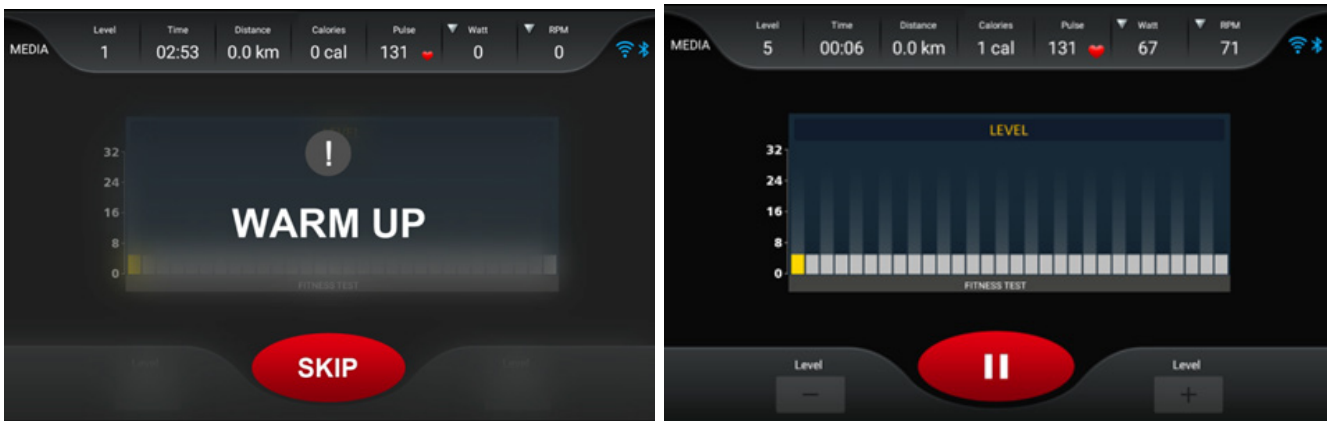 Level Time Distance Calories Pulse Watt RPM
MEDIA 1 02:53 0.0 km 0 cal 131 0 0
32
!
24
16
WARM UP
8
0
FITNESS TEST
SKIP
Level Time Distance Calories Pulse Watt RPM
MEDIA 5 00:06 0.0 km 1 cal 131 67 71
LEVEL
32
24
16
8
0
FITNESS TEST
Level Level
− +